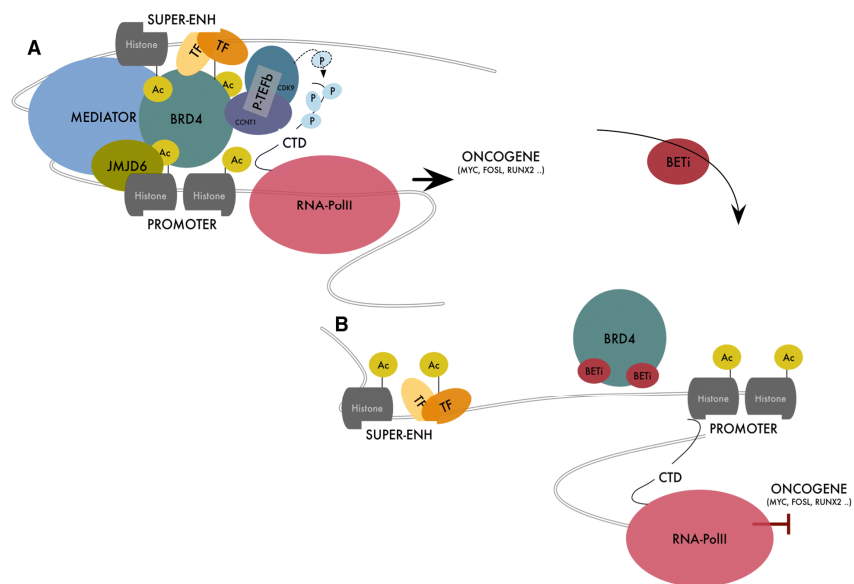 A
SUPER-ENH
Histone
TF
TF
Ac
Ac
P
MEDIATOR
BRD4
P-TEFb
CDK9
CCNT1
P
P
P
CTD
JMJD6
Ac
Ac
Histone
Histone
PROMOTER
RNA-PolII
ONCOGENE
(MYC, FOSL, RUNX2 ..)
BETi
B
BRD4
BETi
BETi
Ac
Ac
Ac
Ac
Histone
TF
TF
SUPER-ENH
Histone
Histone
PROMOTER
CTD
RNA-PolII
ONCOGENE
(MYC, FOSL, RUNX2 ..)